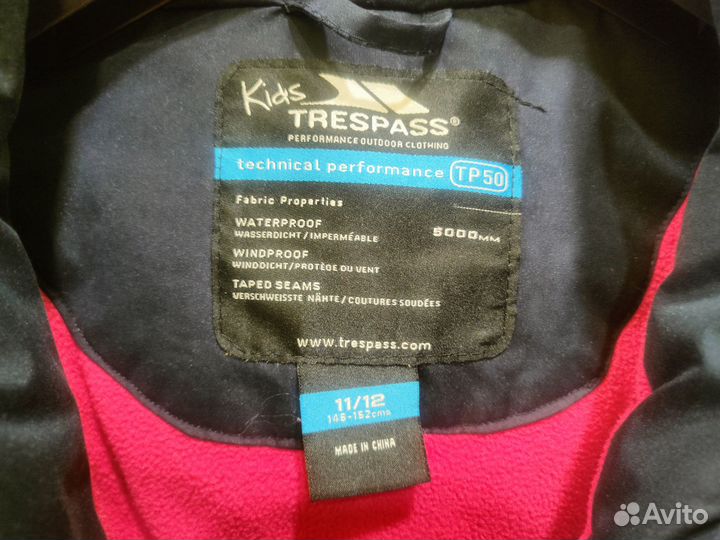 Kids
TRESPASS®
PERFORMANCE OUTDOOR CLOTHING
technical performance TP50
Fabric Properties
WATERPROOF 5000MM
WASSERDICHT / IMPERMÉABLE
WINDPROOF
WINDDICHT/PROTÈGE DU VENT
TAPED SEAMS
VERSCHWEISSTE NÄHTE / COUTURES SOUDÉES
www.trespass.com
11/12
146-152cms
MADE IN CHINA
Avito